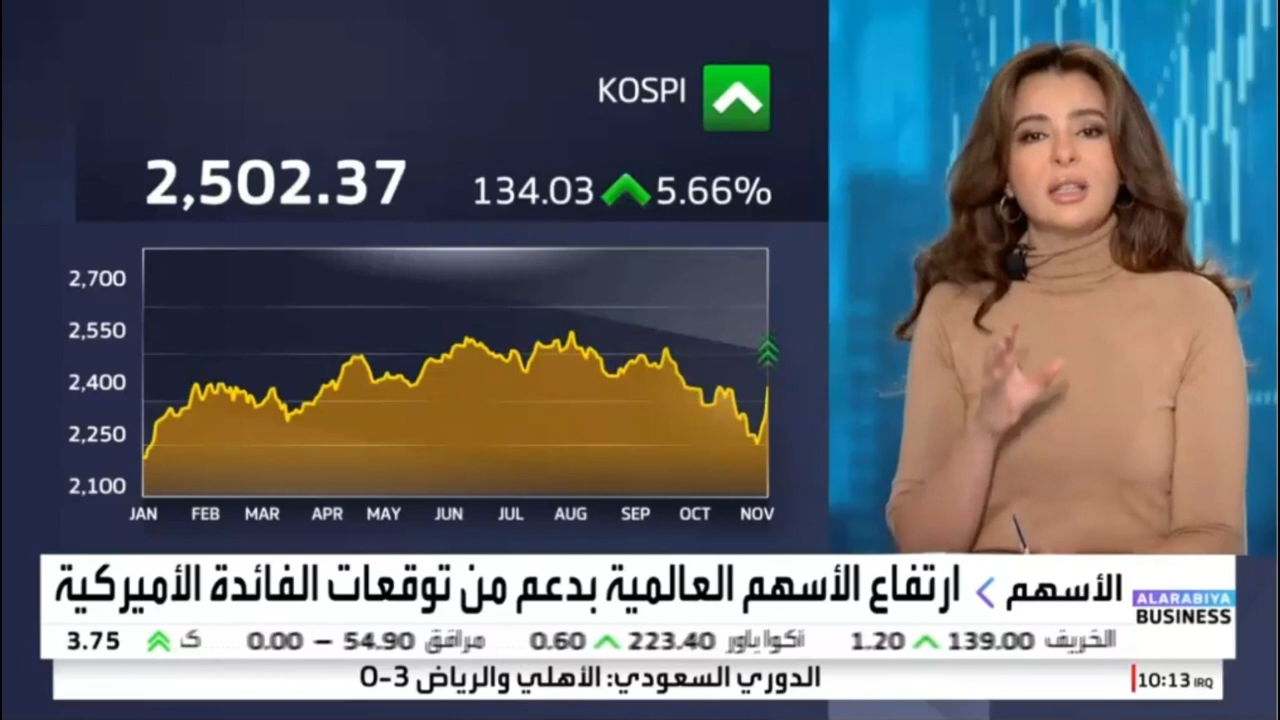 KOSPI
2,502.37 134.03 5.66%
2,700
2,550
2,400
2,250
2,100
JAN FEB MAR APR MAY JUN JUL AUG SEP OCT NOV
الأسهم > ارتفاع الأسهم العالمية بدعم من توقعات الفائدة الأميركية
ALARABIYA
BUSINESS
الخريف 139.00 1.20 أكوا باور 223.40 0.60 مرافق 54.90 – 0.00 ك 3.75
10:13 IRQ
الدوري السعودي: الأهلي والرياض 3-0